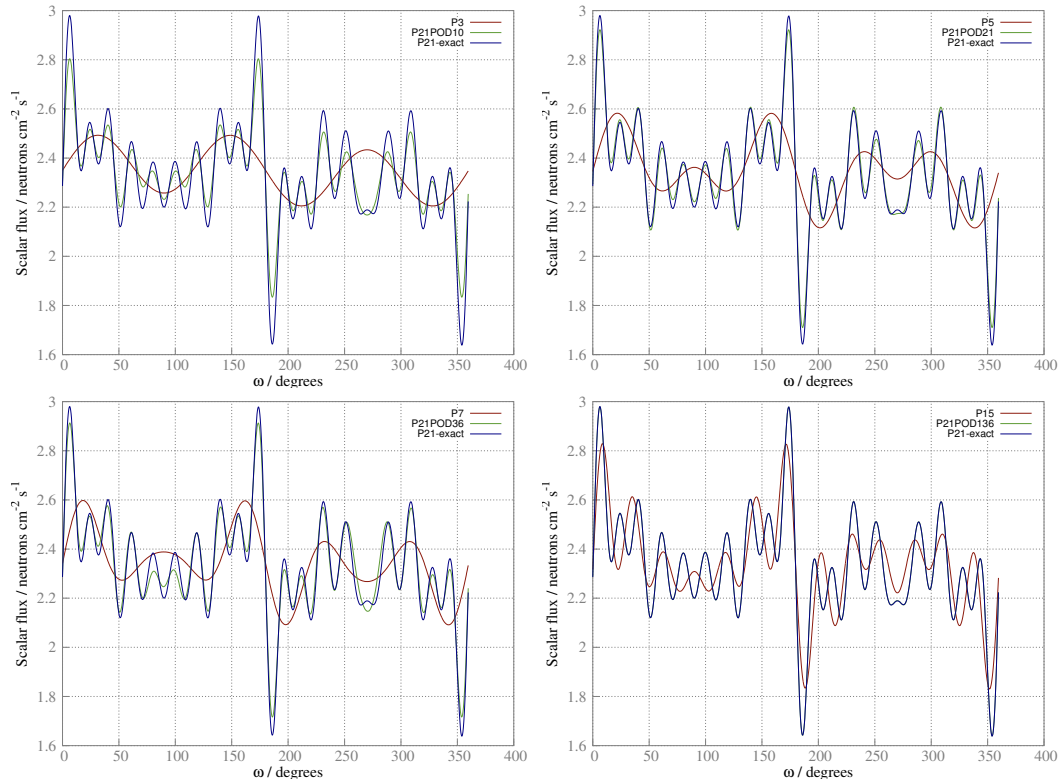 3
P3
P21POD10
P21-exact
2.8
2.6
2.4
2.2
2
1.8
1.6
Scalar flux / neutrons cm⁻² s⁻¹
0 50 100 150 200 250 300 350 400
ω / degrees
3
P5
P21POD21
P21-exact
2.8
2.6
2.4
2.2
2
1.8
1.6
Scalar flux / neutrons cm⁻² s⁻¹
0 50 100 150 200 250 300 350 400
ω / degrees
3
P7
P21POD36
P21-exact
2.8
2.6
2.4
2.2
2
1.8
1.6
Scalar flux / neutrons cm⁻² s⁻¹
0 50 100 150 200 250 300 350 400
ω / degrees
3
P15
P21POD136
P21-exact
2.8
2.6
2.4
2.2
2
1.8
1.6
Scalar flux / neutrons cm⁻² s⁻¹
0 50 100 150 200 250 300 350 400
ω / degrees